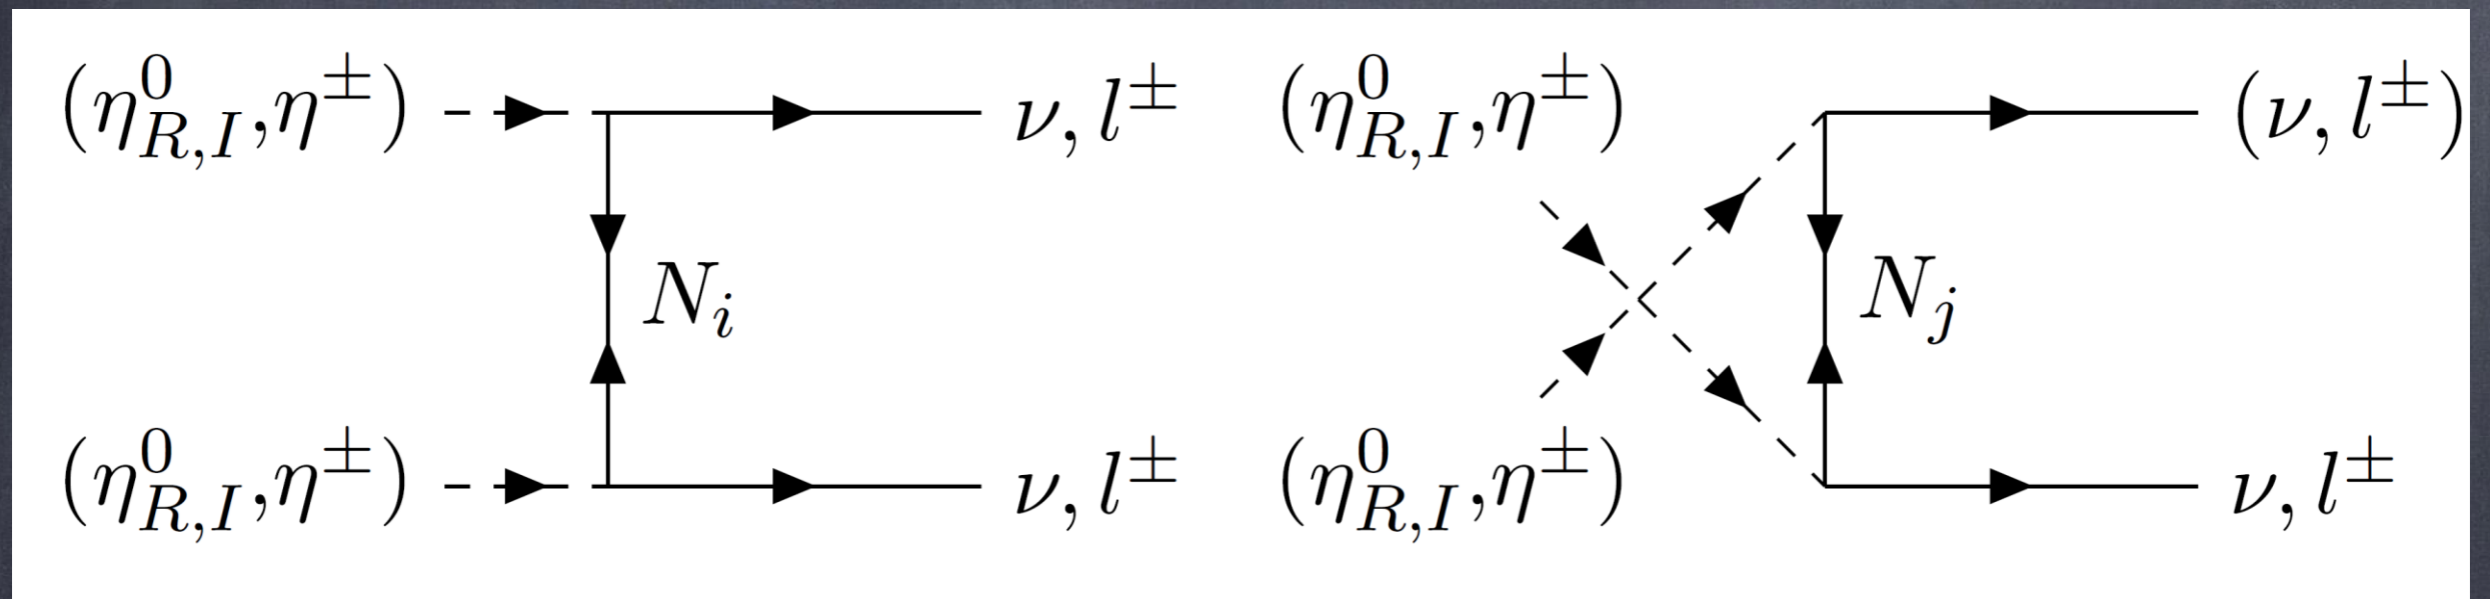 (η⁰_{R,I},η^±) ν,l^± (η⁰_{R,I},η^±) (ν,l^±)
N_i N_j
(η⁰_{R,I},η^±) ν,l^± (η⁰_{R,I},η^±) ν,l^±